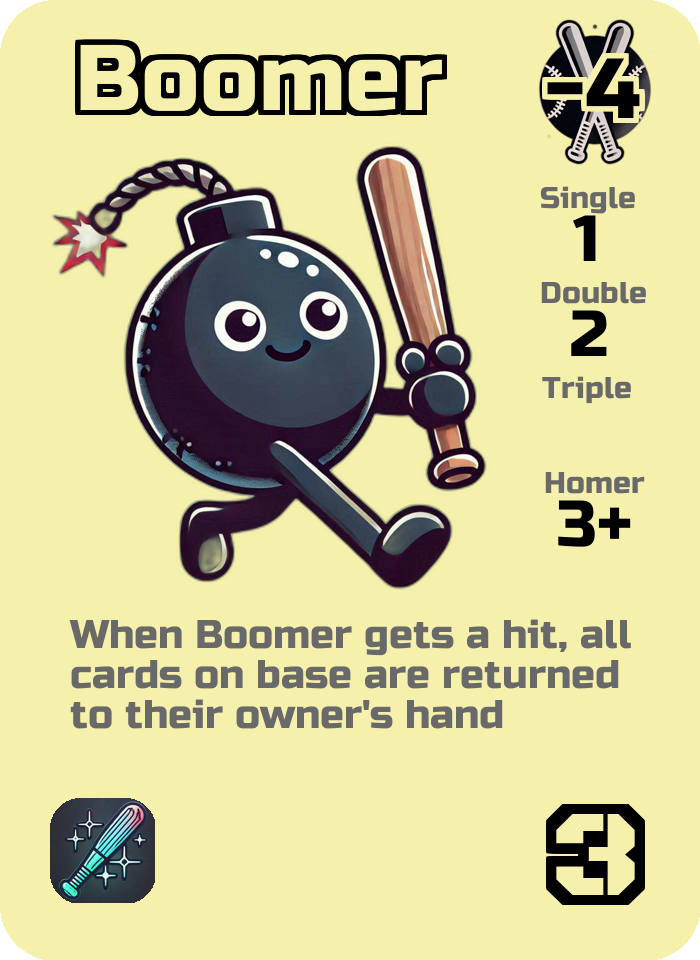 Boomer
-4
Single
1
Double
2
Triple
Homer
3+
When Boomer gets a hit, all
cards on base are returned
to their owner's hand
3